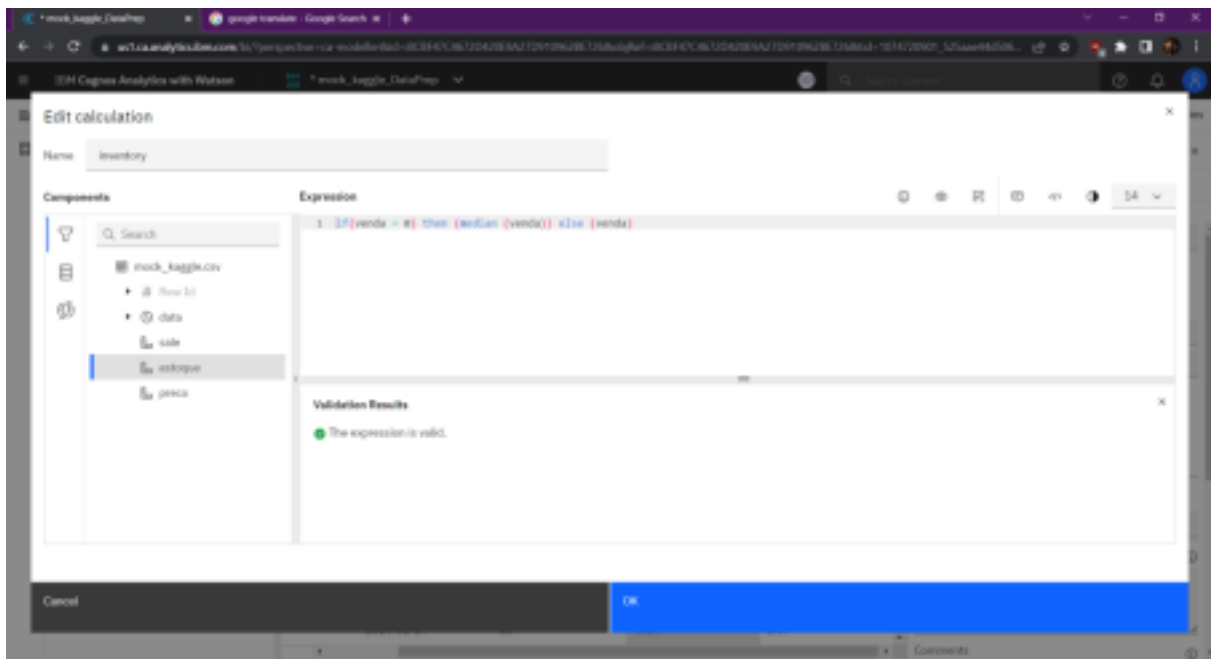 * mock_kaggle_DataPrep
google translate - Google Search
IBM Cognos Analytics with Watson
* mock_kaggle_DataPrep
Edit calculation
Name
inventory
Components
Expression
14
Search
1 If(venda = 0) then (median (venda)) else (venda)
mock_kaggle.csv
Row Id
data
sale
estoque
preco
Validation Results
The expression is valid.
Cancel
OK
Comments